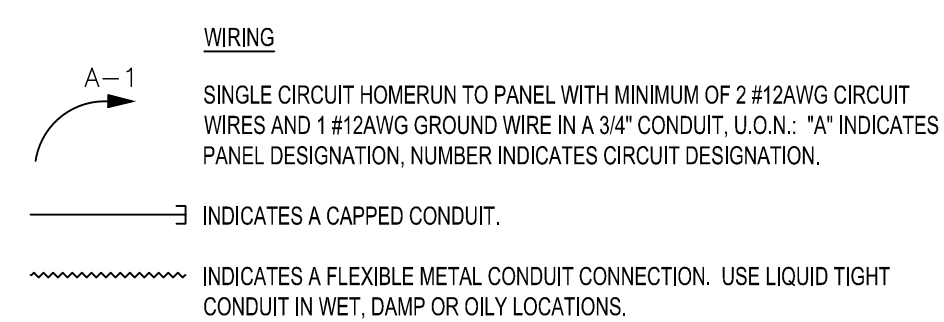 WIRING
A-1
SINGLE CIRCUIT HOMERUN TO PANEL WITH MINIMUM OF 2 #12AWG CIRCUIT
WIRES AND 1 #12AWG GROUND WIRE IN A 3/4" CONDUIT, U.O.N.: "A" INDICATES
PANEL DESIGNATION, NUMBER INDICATES CIRCUIT DESIGNATION.
INDICATES A CAPPED CONDUIT.
INDICATES A FLEXIBLE METAL CONDUIT CONNECTION. USE LIQUID TIGHT
CONDUIT IN WET, DAMP OR OILY LOCATIONS.